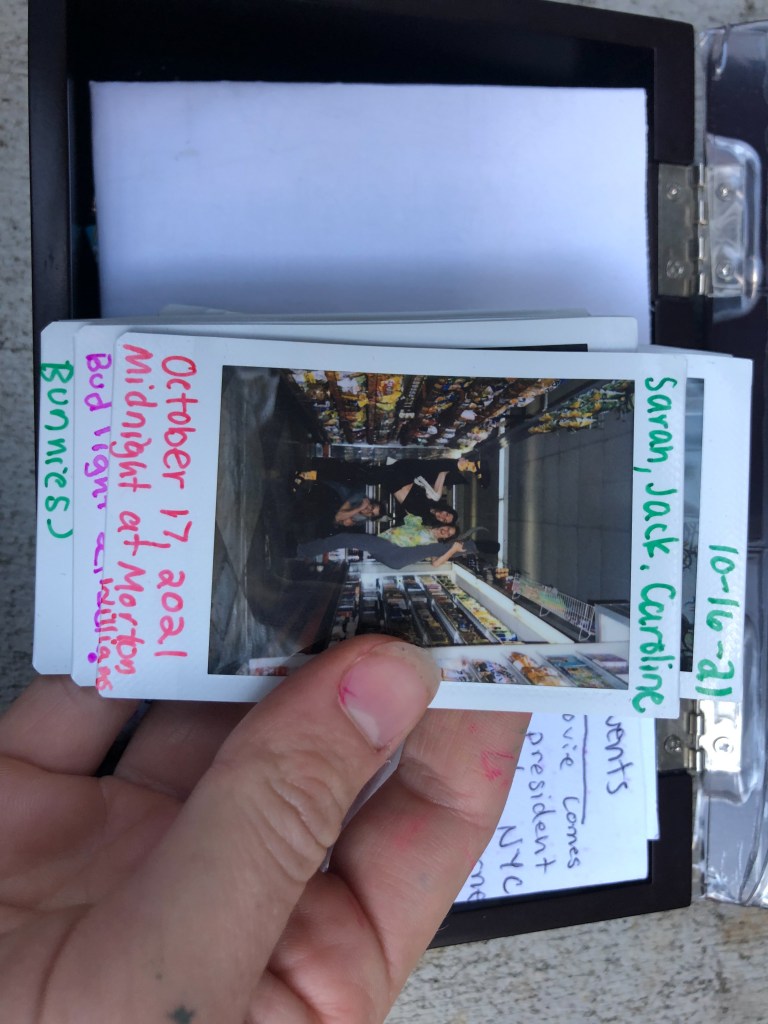 10-16-21
Sarah, Jack, Caroline
October 17, 2021
Midnight at Morton
Bud light
Bunnies)
vents
ovie comes
president
NYC